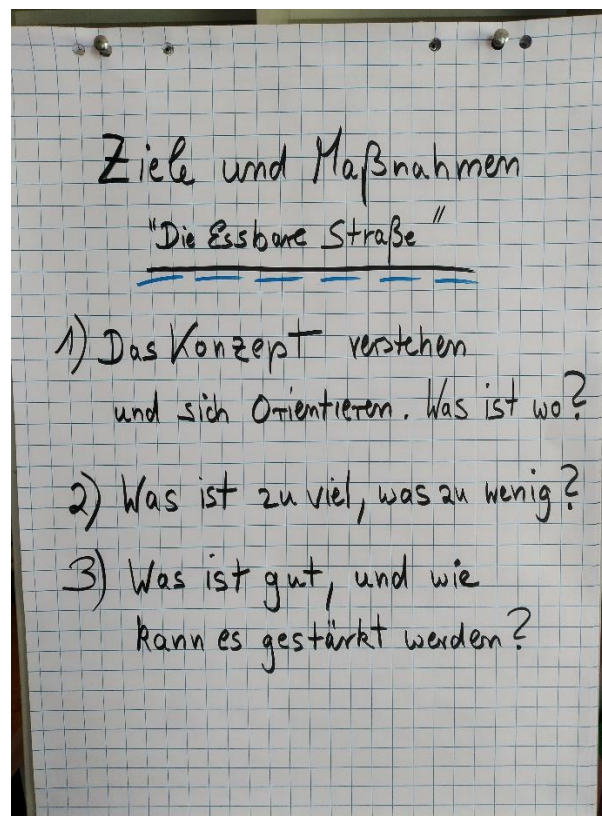 Ziele und Maßnahmen
"Die Essbare Straße"
1) Das Konzept verstehen
und sich Orientieren. Was ist wo?
2) Was ist zu viel, was zu wenig?
3) Was ist gut, und wie
kann es gestärkt werden?